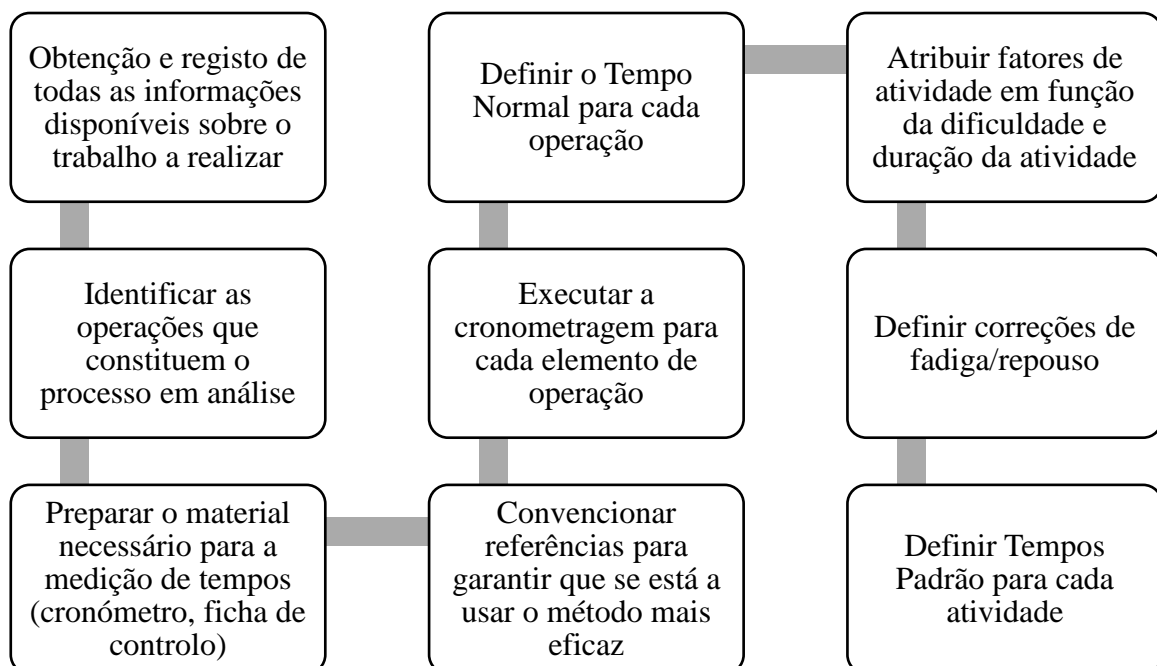 Obtenção e registo de
todas as informações
disponíveis sobre o
trabalho a realizar
Identificar as
operações que
constituem o
processo em análise
Preparar o material
necessário para a
medição de tempos
(cronómetro, ficha de
controlo)
Convencionar
referências para
garantir que se está a
usar o método mais
eficaz
Executar a
cronometragem para
cada elemento de
operação
Definir o Tempo
Normal para cada
operação
Atribuir fatores de
atividade em função
da dificuldade e
duração da atividade
Definir correções de
fadiga/repouso
Definir Tempos
Padrão para cada
atividade